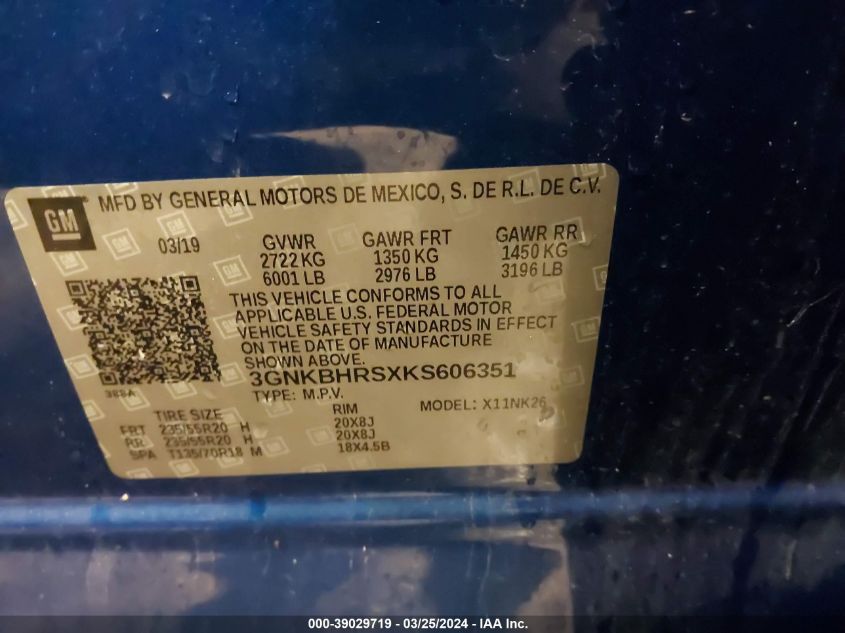 GM
MFD BY GENERAL MOTORS DE MEXICO, S. DE R.L. DE C.V.
03/19 GVWR GAWR FRT GAWR RR
2722 KG 1350 KG 1450 KG
6001 LB 2976 LB 3196 LB
THIS VEHICLE CONFORMS TO ALL
APPLICABLE U.S. FEDERAL MOTOR
VEHICLE SAFETY STANDARDS IN EFFECT
ON THE DATE OF MANUFACTURE
SHOWN ABOVE.
3GNKBHRSXKS606351
388A
TYPE: M.P.V. MODEL: X11NK26
TIRE SIZE RIM
FRT 235/55R20 H 20X8J
RR 235/55R20 H 20X8J
SPA T135/70R18 M 18X4.5B
000-39029719 / 03/25/2024 - IAA Inc.